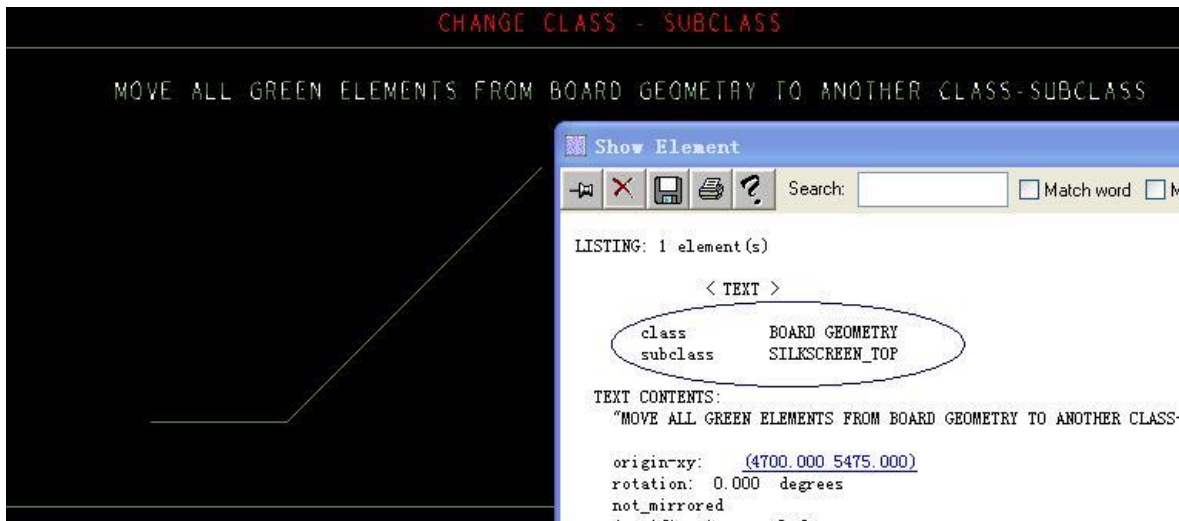 CHANGE CLASS - SUBCLASS
MOVE ALL GREEN ELEMENTS FROM BOARD GEOMETRY TO ANOTHER CLASS-SUBCLASS
Show Element
Search: Match word
LISTING: 1 element(s)
< TEXT >
class BOARD GEOMETRY
subclass SILKSCREEN_TOP
TEXT CONTENTS:
"MOVE ALL GREEN ELEMENTS FROM BOARD GEOMETRY TO ANOTHER CLASS-
origin-xy: (4700.000 5475.000)
rotation: 0.000 degrees
not_mirrored